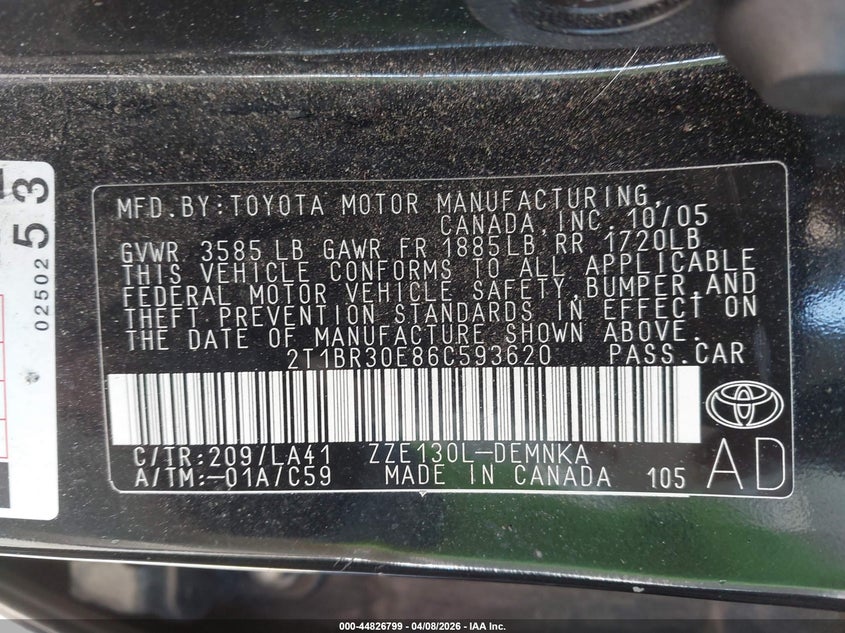 53
02502
MFD.BY:TOYOTA MOTOR MANUFACTURING,
CANADA,INC. 10/05
GVWR 3585 LB GAWR FR 1885LB RR 1720LB
THIS VEHICLE CONFORMS TO ALL APPLICABLE
FEDERAL MOTOR VEHICLE SAFETY,BUMPER,AND
THEFT PREVENTION STANDARDS IN EFFECT ON
THE DATE OF MANUFACTURE SHOWN ABOVE.
2T1BR30E86C593620 PASS.CAR
C/TR:209/LA41 ZZE130L-DEMNKA
A/TM:-01A/C59 MADE IN CANADA 105
AD
000-44826799 | 04/08/2026 | IAA Inc.